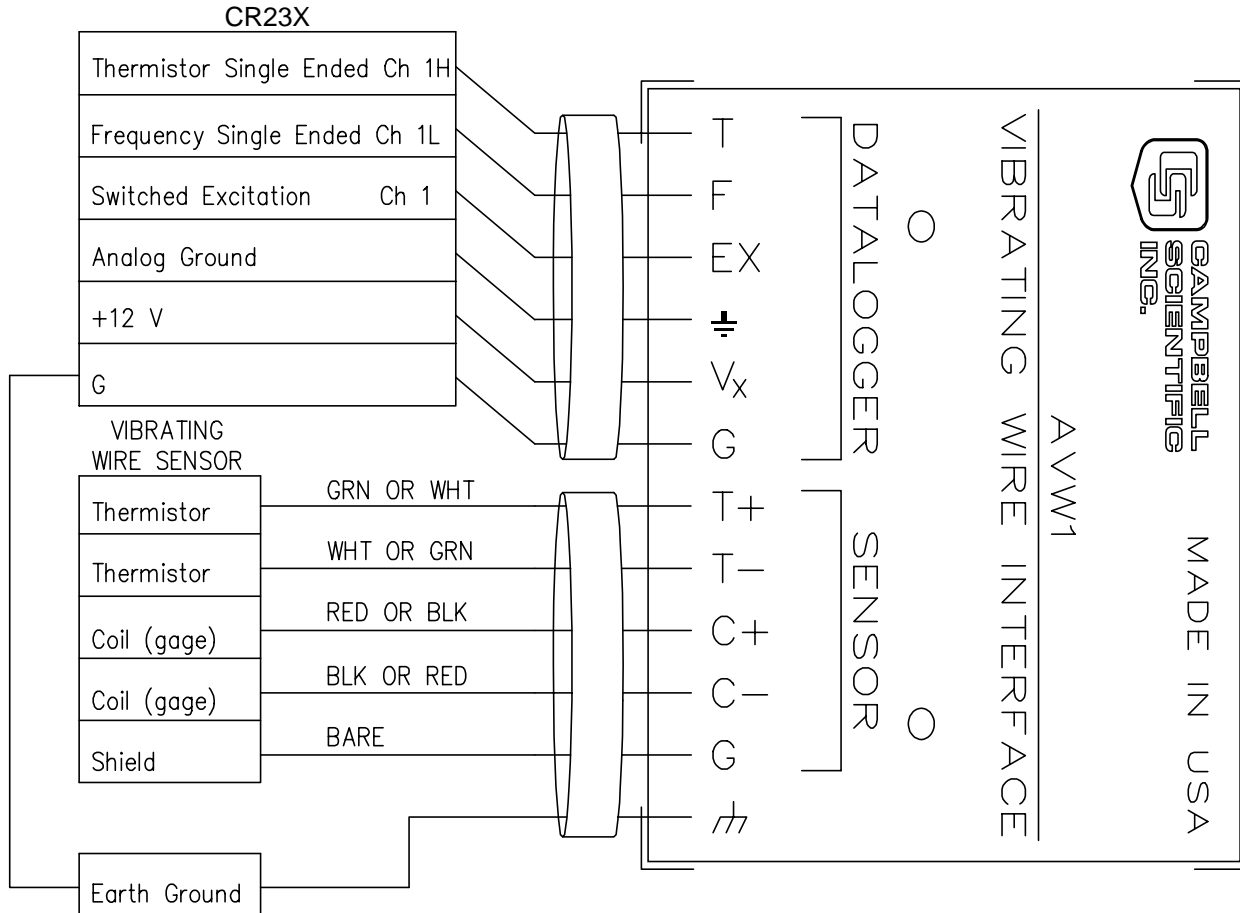 CR23X
Thermistor Single Ended Ch 1H
Frequency Single Ended Ch 1L
Switched Excitation Ch 1
Analog Ground
+12 V
G
VIBRATING
WIRE SENSOR
Thermistor
Thermistor
Coil (gage)
Coil (gage)
Shield
Earth Ground
GRN OR WHT
WHT OR GRN
RED OR BLK
BLK OR RED
BARE
T
F
EX
Vx
G
T+
T−
C+
C−
G
DATALOGGER
SENSOR
VIBRATING WIRE INTERFACE
AVW1
CAMPBELL
SCIENTIFIC
INC.
MADE IN USA